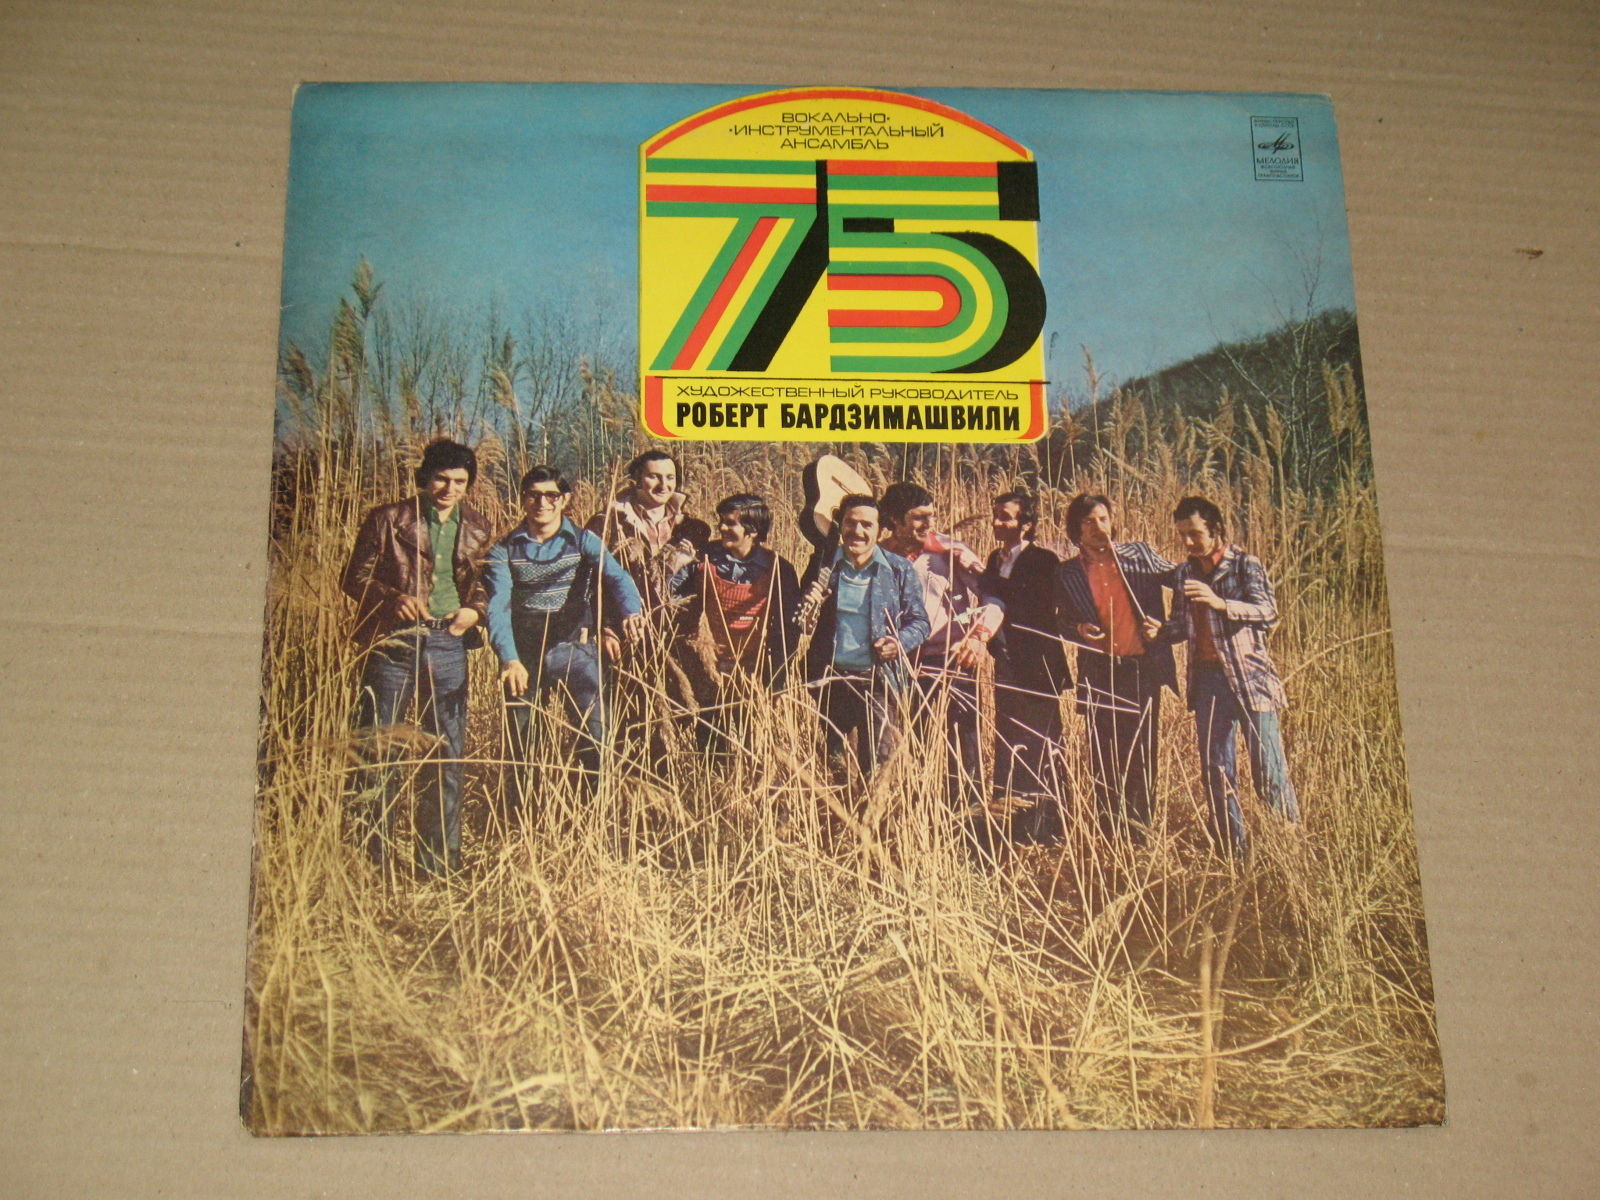 ВОКАЛЬНО-
-ИНСТРУМЕНТАЛЬНЫЙ
АНСАМБЛЬ
75
ХУДОЖЕСТВЕННЫЙ РУКОВОДИТЕЛЬ
РОБЕРТ БАРДЗИМАШВИЛИ
МЕЛОДИЯ